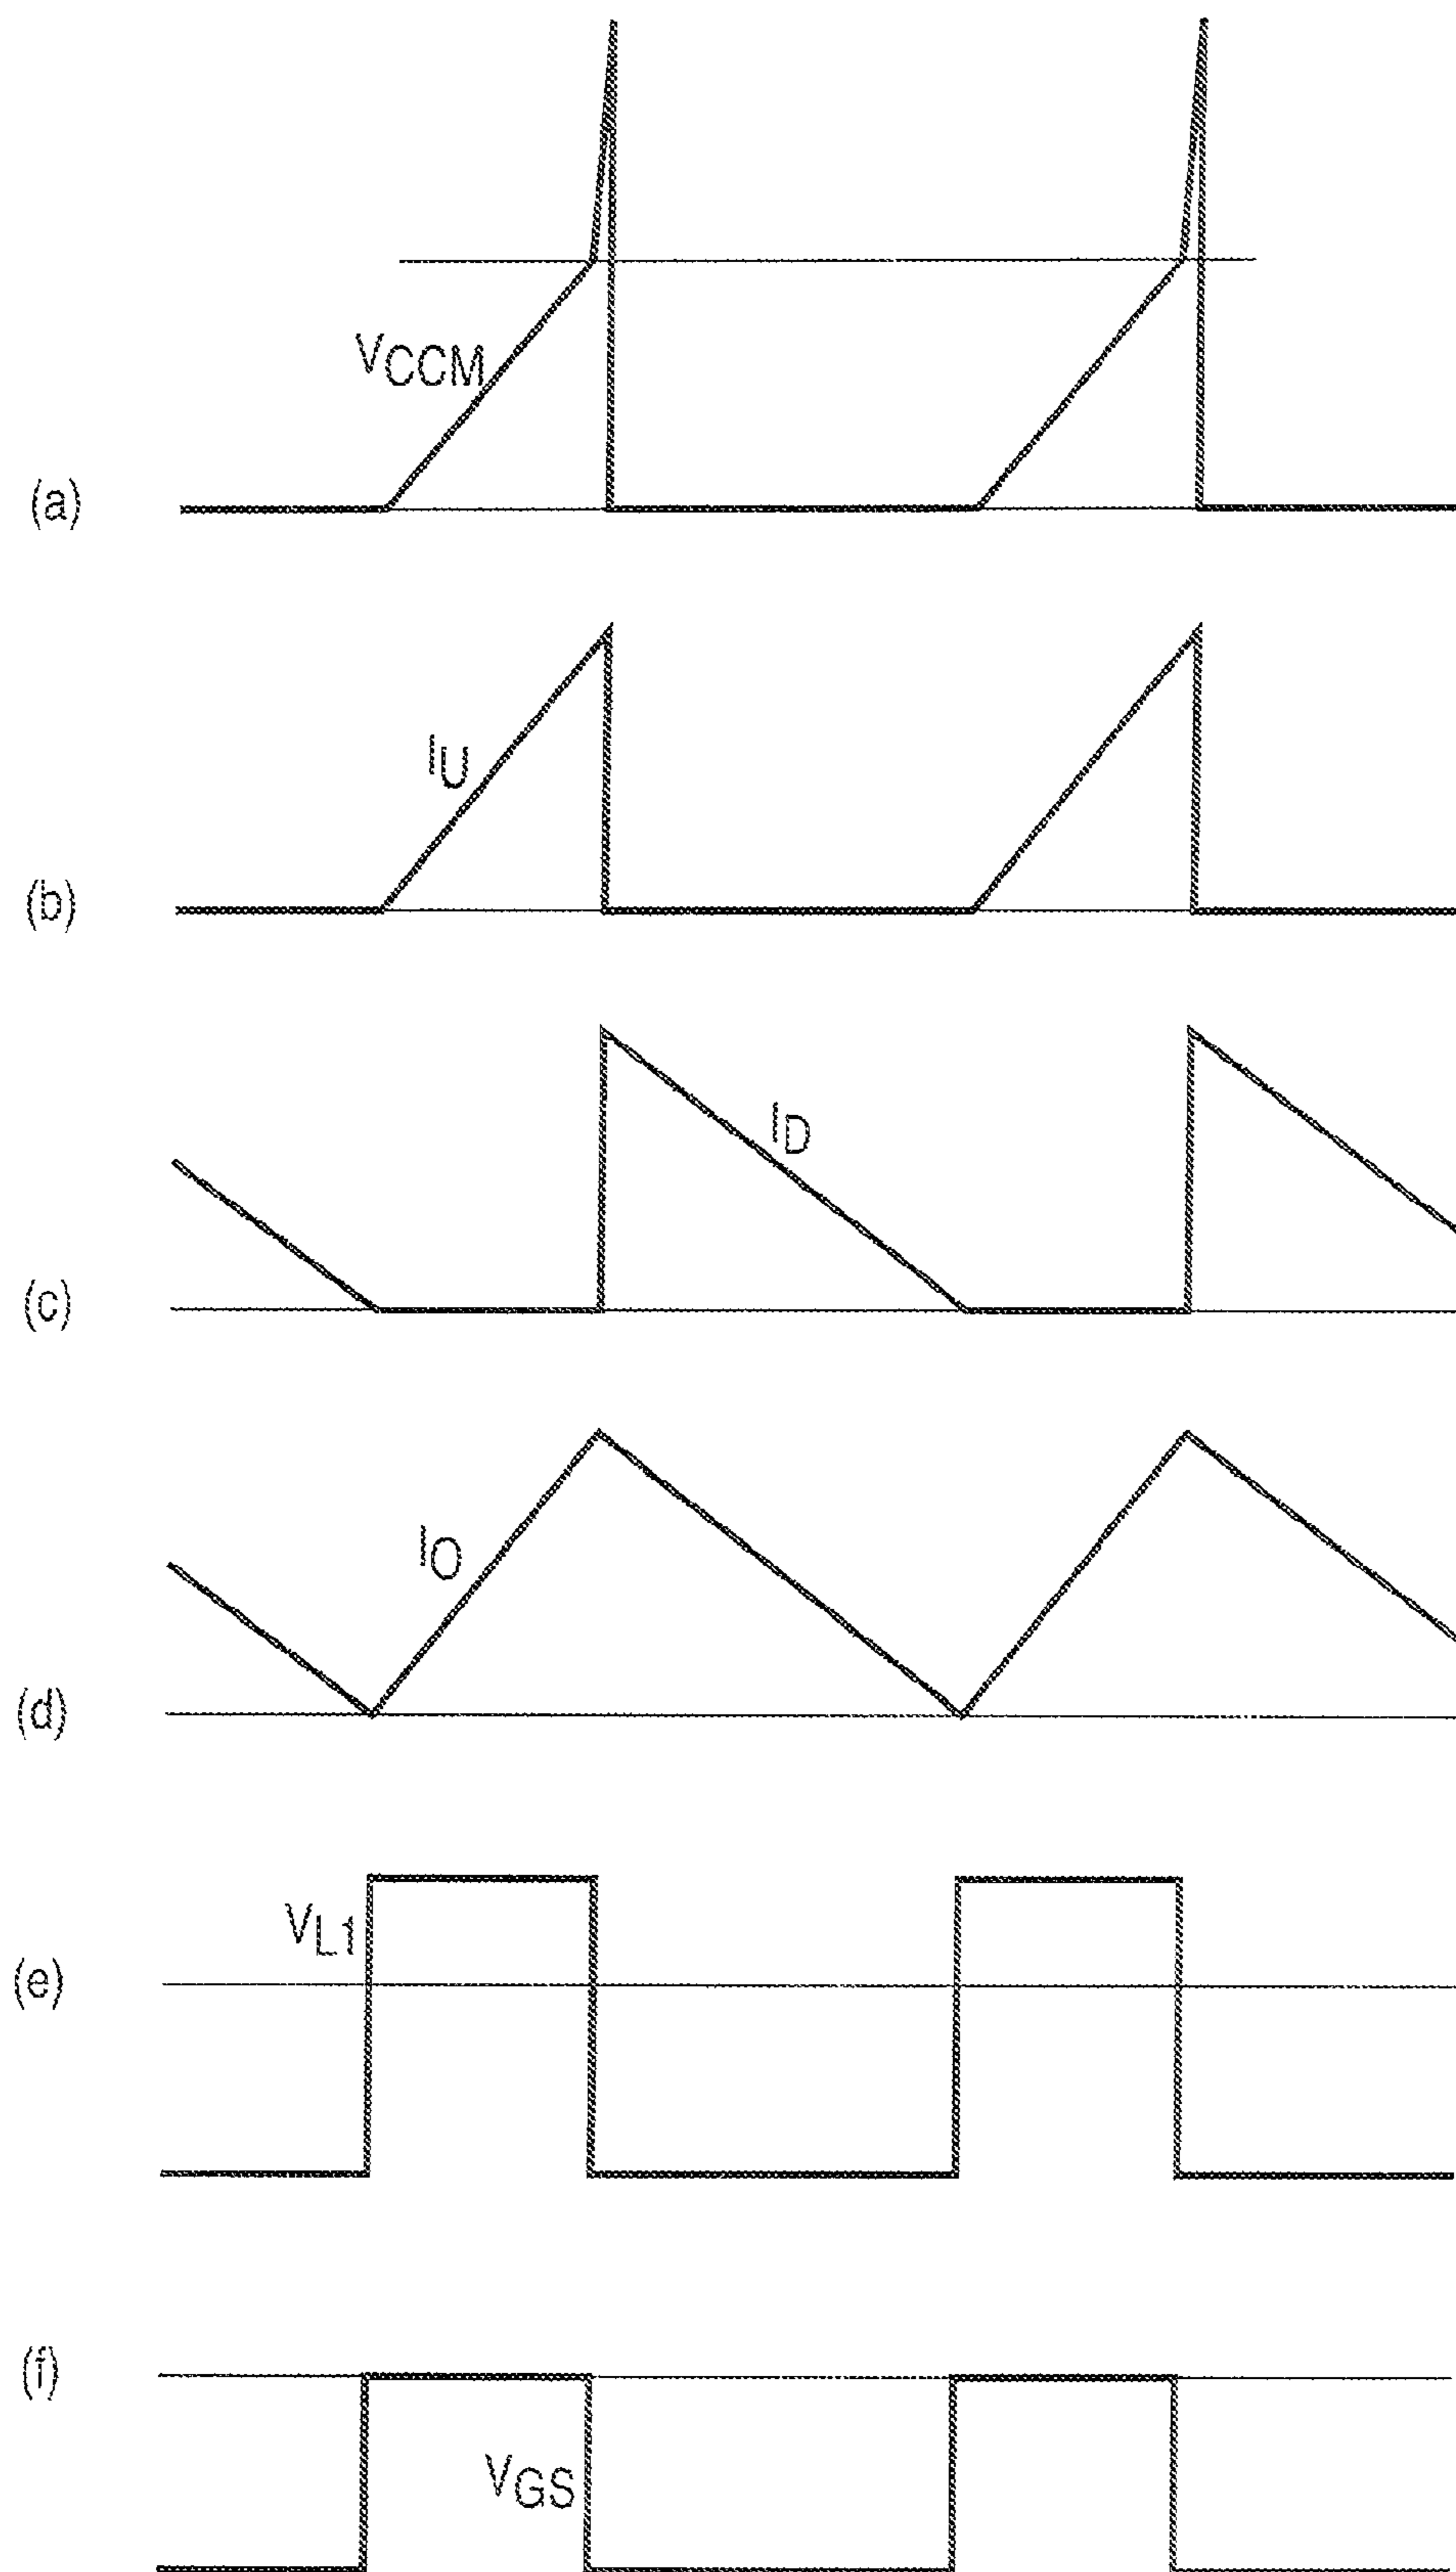 VCCM
(a)
IU
(b)
ID
(c)
IO
(d)
VL1
(e)
(f)
VGS